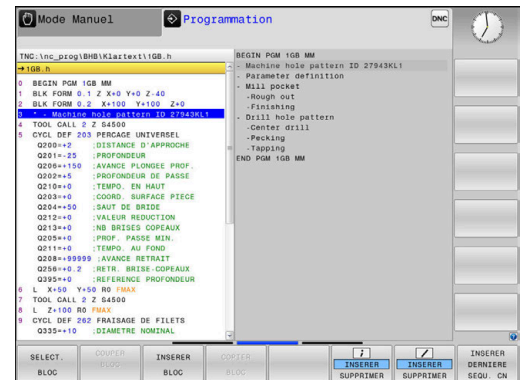 Mode Manuel
Programmation
DNC
TNC:\nc_prog\BHB\Klartext\1GB.h
→1GB.h
0 BEGIN PGM 1GB MM
1 BLK FORM 0.1 Z X+0 Y+0 Z-40
2 BLK FORM 0.2 X+100 Y+100 Z+0
3 * - Machine hole pattern ID 27943KL1
4 TOOL CALL 2 Z S4500
5 CYCL DEF 203 PERCAGE UNIVERSEL
Q200=+2 ;DISTANCE D'APPROCHE
Q201=-25 ;PROFONDEUR
Q206=+150 ;AVANCE PLONGEE PROF.
Q202=+5 ;PROFONDEUR DE PASSE
Q210=+0 ;TEMPO. EN HAUT
Q203=+0 ;COORD. SURFACE PIECE
Q204=+50 ;SAUT DE BRIDE
Q212=+0 ;VALEUR REDUCTION
Q213=+0 ;NB BRISES COPEAUX
Q205=+0 ;PROF. PASSE MIN.
Q211=+0 ;TEMPO. AU FOND
Q208=+99999 ;AVANCE RETRAIT
Q256=+0.2 ;RETR. BRISE-COPEAUX
Q395=+0 ;REFERENCE PROFONDEUR
6 L X+50 Y+50 R0 FMAX
7 TOOL CALL 2 Z S4500
8 L Z+100 R0 FMAX
9 CYCL DEF 262 FRAISAGE DE FILETS
Q335=+10 ;DIAMETRE NOMINAL
BEGIN PGM 1GB MM
- Machine hole pattern ID 27943KL1
- Parameter definition
- Mill pocket
-Rough out
-Finishing
- Drill hole pattern
-Center drill
-Pecking
-Tapping
END PGM 1GB MM
SELECT.
BLOC
COUPER
BLOC
INSERER
BLOC
COPIER
BLOC
INSERER
SUPPRIMER
INSERER
SUPPRIMER
INSERER
DERNIERE
SEQU. CN